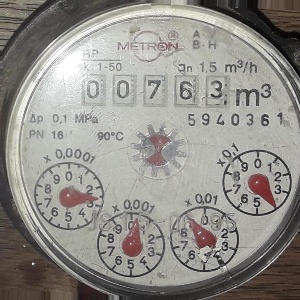 METRON ®
A
B·H
BP
k 1-50
qn 1,5 m³/h
00763 m³
Δp 0,1 MPa
5940361
PN 16
90°C
x 0,0001
x 0,1
x 0,001
x 0,01